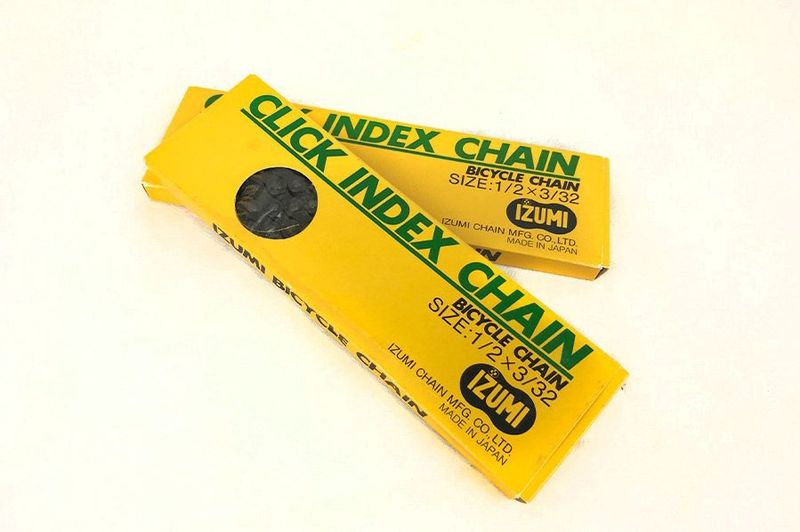 CLICK INDEX CHAIN
BICYCLE CHAIN
SIZE:1/2×3/32
IZUMI
IZUMI CHAIN MFG. CO., LTD.
MADE IN JAPAN
IZUMI BICYCLE CHAIN
INDEX CHAIN
BICYCLE CHAIN
SIZE:1/2×3/32
IZUMI
IZUMI CHAIN MFG. CO., LTD.
MADE IN JAPAN